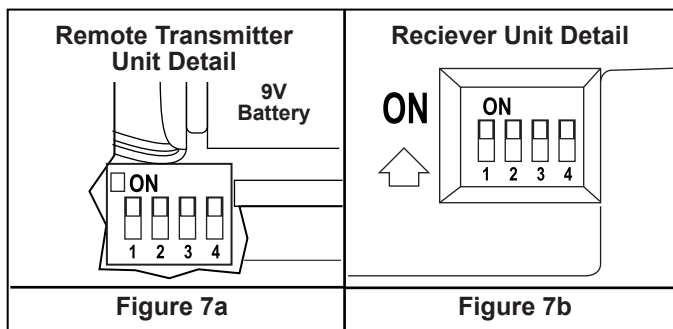 Remote Transmitter
Unit Detail
9V
Battery
ON
1 2 3 4
Figure 7a
Reciever Unit Detail
ON
ON
1 2 3 4
Figure 7b